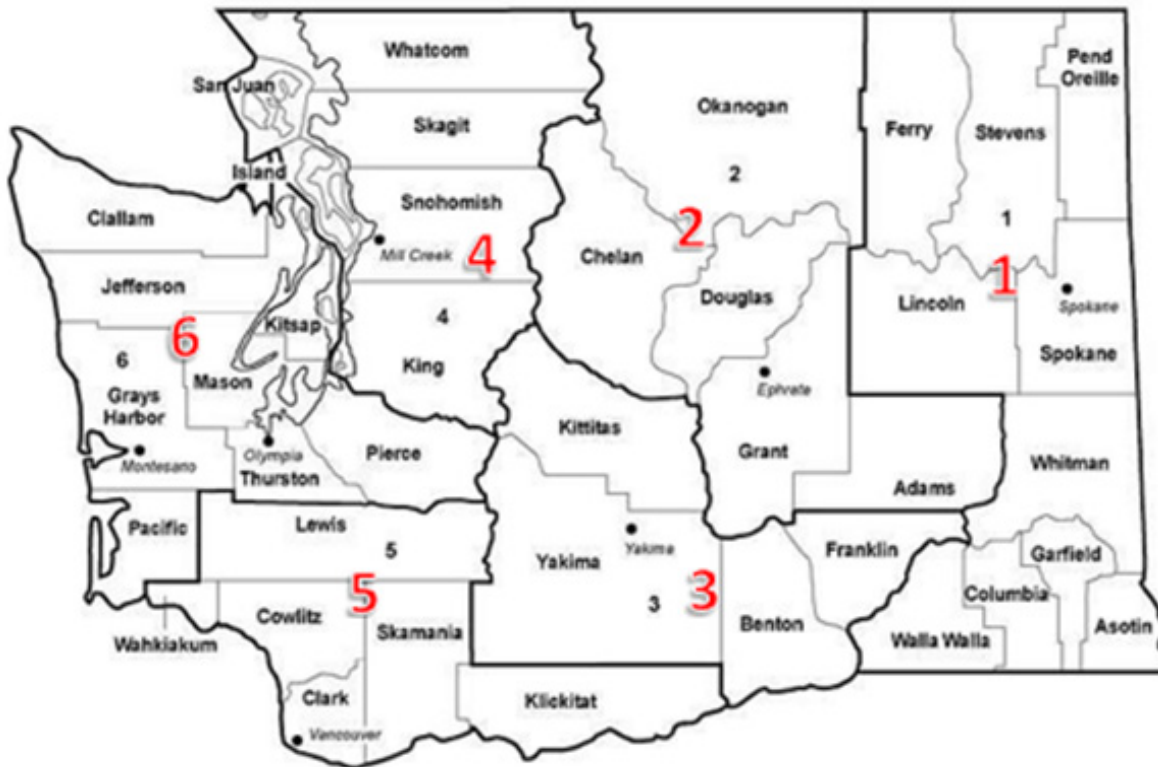 Whatcom
Pend
Oreille
San Juan
Okanogan
Ferry
Stevens
Skagit
Island
2
Snohomish
Clallam
1
2
Mill Creek
4
Chelan
1
Jefferson
Douglas
Lincoln
Spokane
4
Kitsap
6
6
King
Spokane
Mason
Ephrata
Grays
Harbor
Kittitas
Montesano
Olympia
Pierce
Grant
Whitman
Thurston
Adams
Pacific
Lewis
5
Yakima
Yakima
Franklin
Garfield
5
3
3
Columbia
Cowlitz
Skamania
Benton
Asotin
Wahkiakum
Walla Walla
Clark
Klickitat
Vancouver